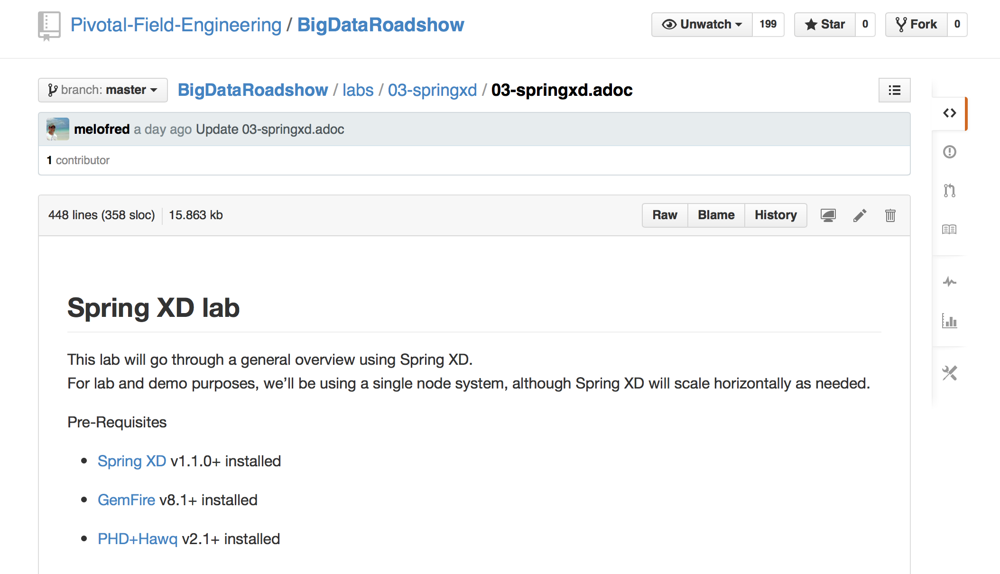 Pivotal-Field-Engineering / BigDataRoadshow
Unwatch 199 Star 0 Fork 0
branch: master BigDataRoadshow / labs / 03-springxd / 03-springxd.adoc
melofred a day ago Update 03-springxd.adoc
1 contributor
448 lines (358 sloc) 15.863 kb Raw Blame History
Spring XD lab
This lab will go through a general overview using Spring XD.
For lab and demo purposes, we’ll be using a single node system, although Spring XD will scale horizontally as needed.
Pre-Requisites
• Spring XD v1.1.0+ installed
• GemFire v8.1+ installed
• PHD+Hawq v2.1+ installed